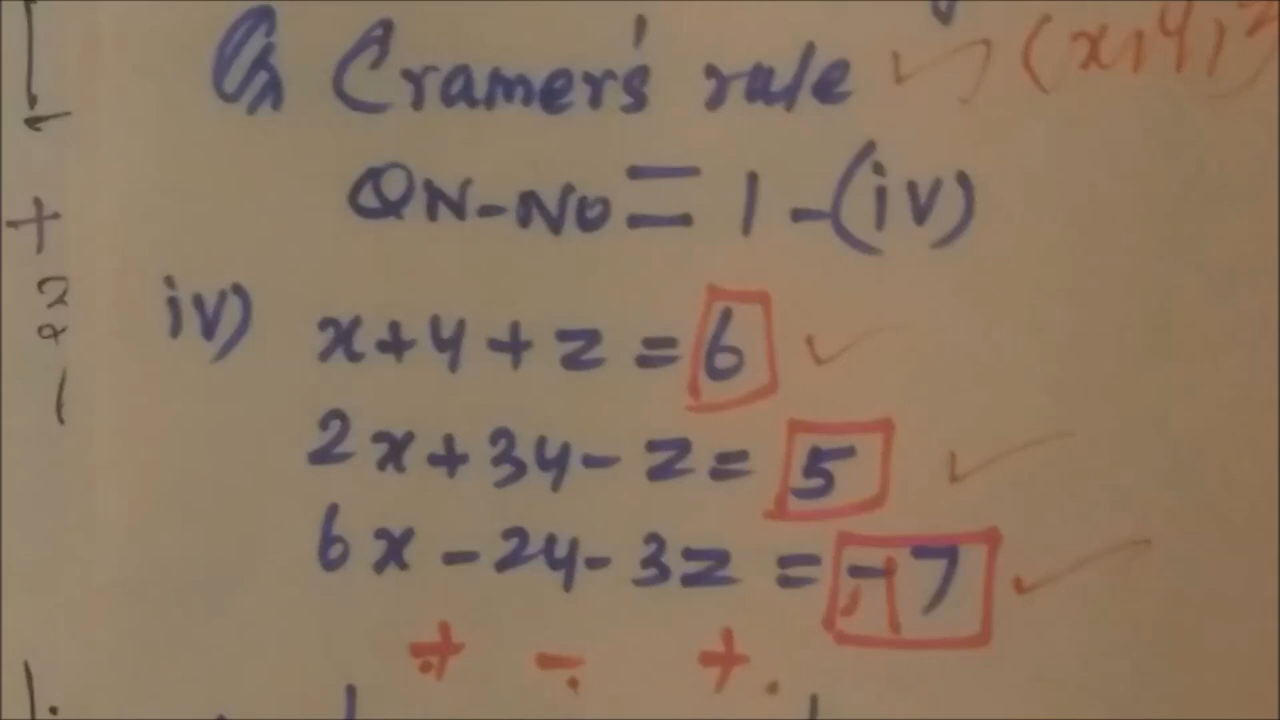 Cramer's rule (x,y,z
QN-NO = 1-(iv)
iv) x+y+z = 6
2x+3y-z = 5
6x-2y-3z = -7
+ - +